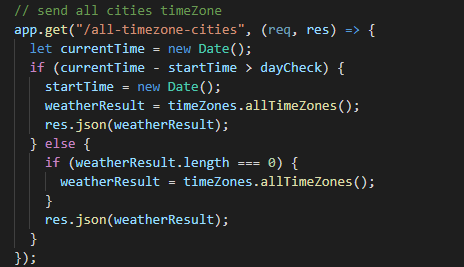 // send all cities timeZone
app.get("/all-timezone-cities", (req, res) => {
  let currentTime = new Date();
  if (currentTime - startTime > dayCheck) {
    startTime = new Date();
    weatherResult = timeZones.allTimeZones();
    res.json(weatherResult);
  } else {
    if (weatherResult.length === 0) {
      weatherResult = timeZones.allTimeZones();
    }
    res.json(weatherResult);
  }
});